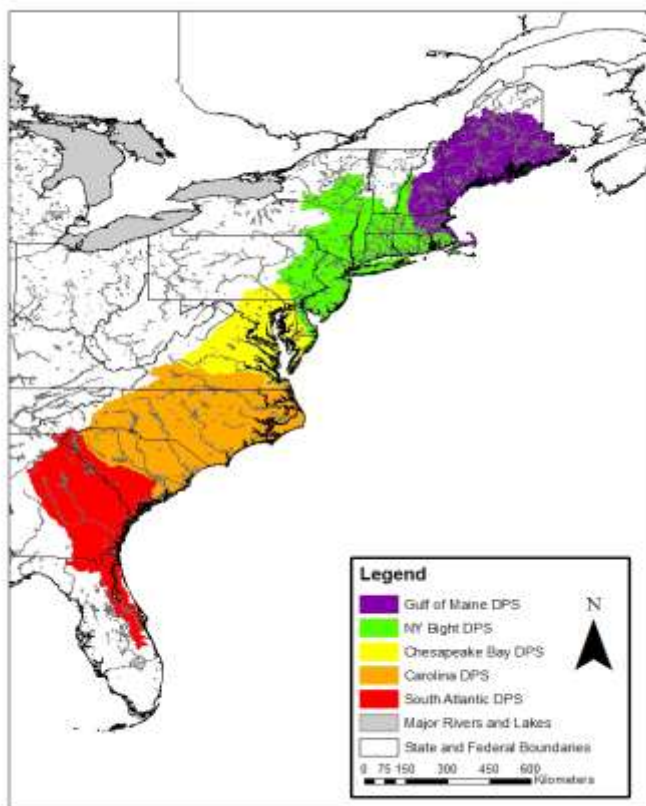 Legend
Gulf of Maine DPS
NY Bight DPS
Chesapeake Bay DPS
Carolina DPS
South Atlantic DPS
Major Rivers and Lakes
State and Federal Boundaries
N
0 75 150 300 450 600
Kilometers